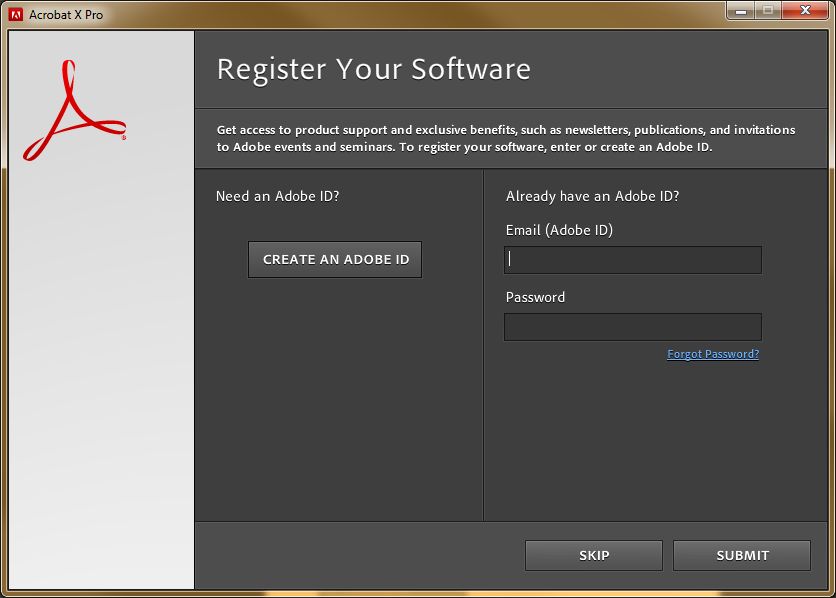 Acrobat X Pro
Register Your Software
Get access to product support and exclusive benefits, such as newsletters, publications, and invitations
to Adobe events and seminars. To register your software, enter or create an Adobe ID.
Need an Adobe ID?
CREATE AN ADOBE ID
Already have an Adobe ID?
Email (Adobe ID)
Password
Forgot Password?
SKIP
SUBMIT